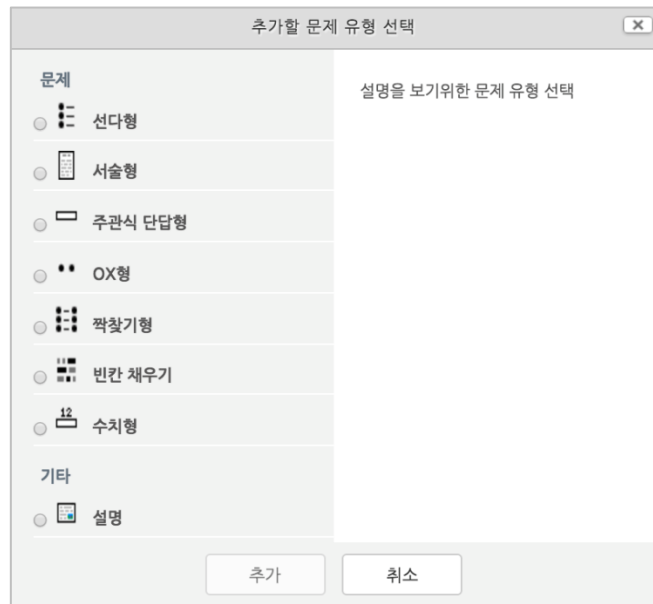 추가할 문제 유형 선택
문제
설명을 보기위한 문제 유형 선택
선다형
서술형
주관식 단답형
OX형
짝찾기형
빈칸 채우기
12
수치형
기타
설명
추가
취소